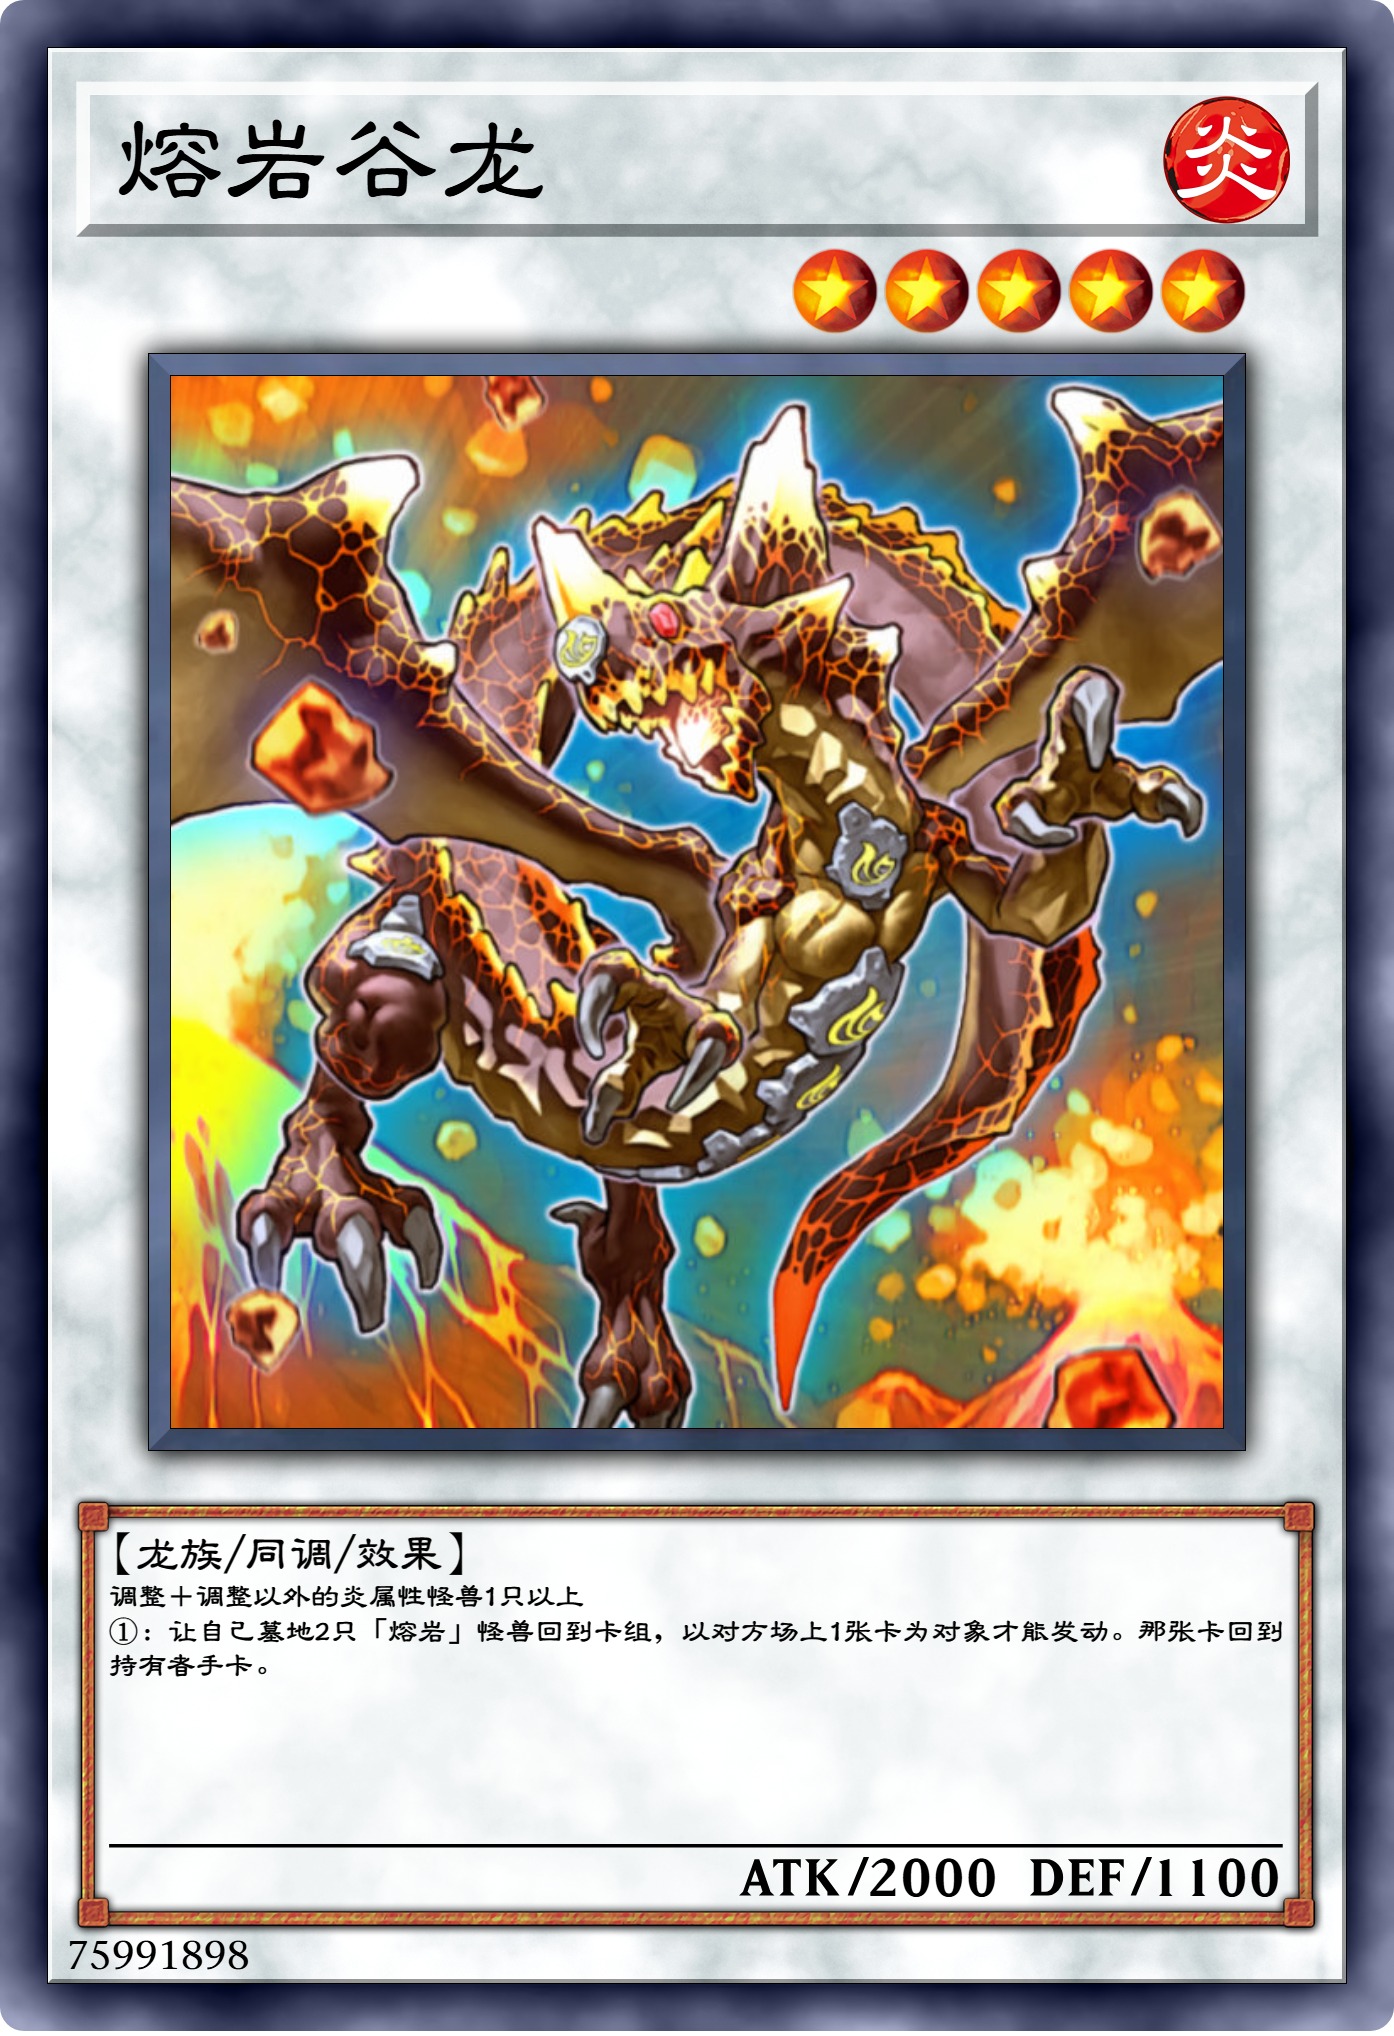 熔岩谷龙
炎
【龙族/同调/效果】
调整＋调整以外的炎属性怪兽1只以上
①：让自己墓地2只「熔岩」怪兽回到卡组，以对方场上1张卡为对象才能发动。那张卡回到
持有者手卡。
ATK/2000 DEF/1100
75991898